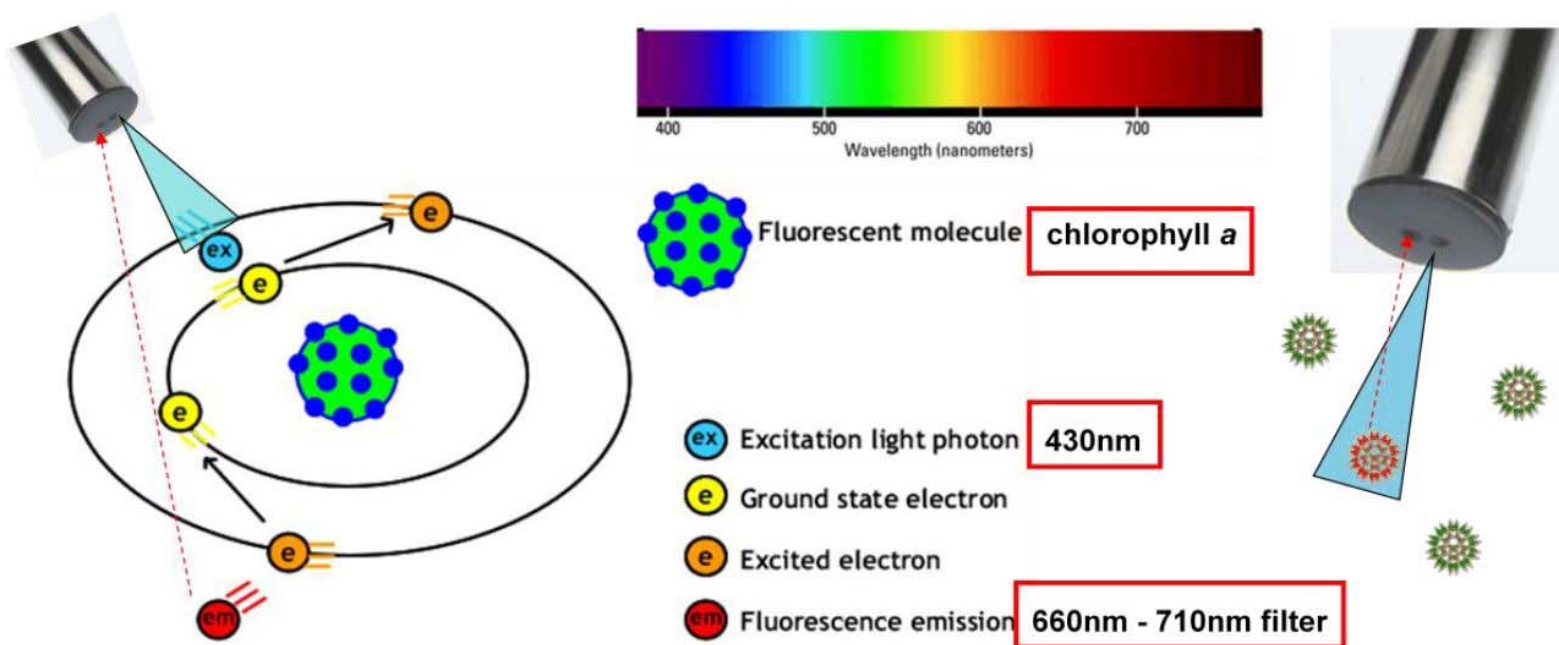 400 500 600 700
Wavelength (nanometers)
e
ex
e
Fluorescent molecule chlorophyll a
e
ex Excitation light photon 430nm
e Ground state electron
e Excited electron
e
em Fluorescence emission 660nm - 710nm filter
em